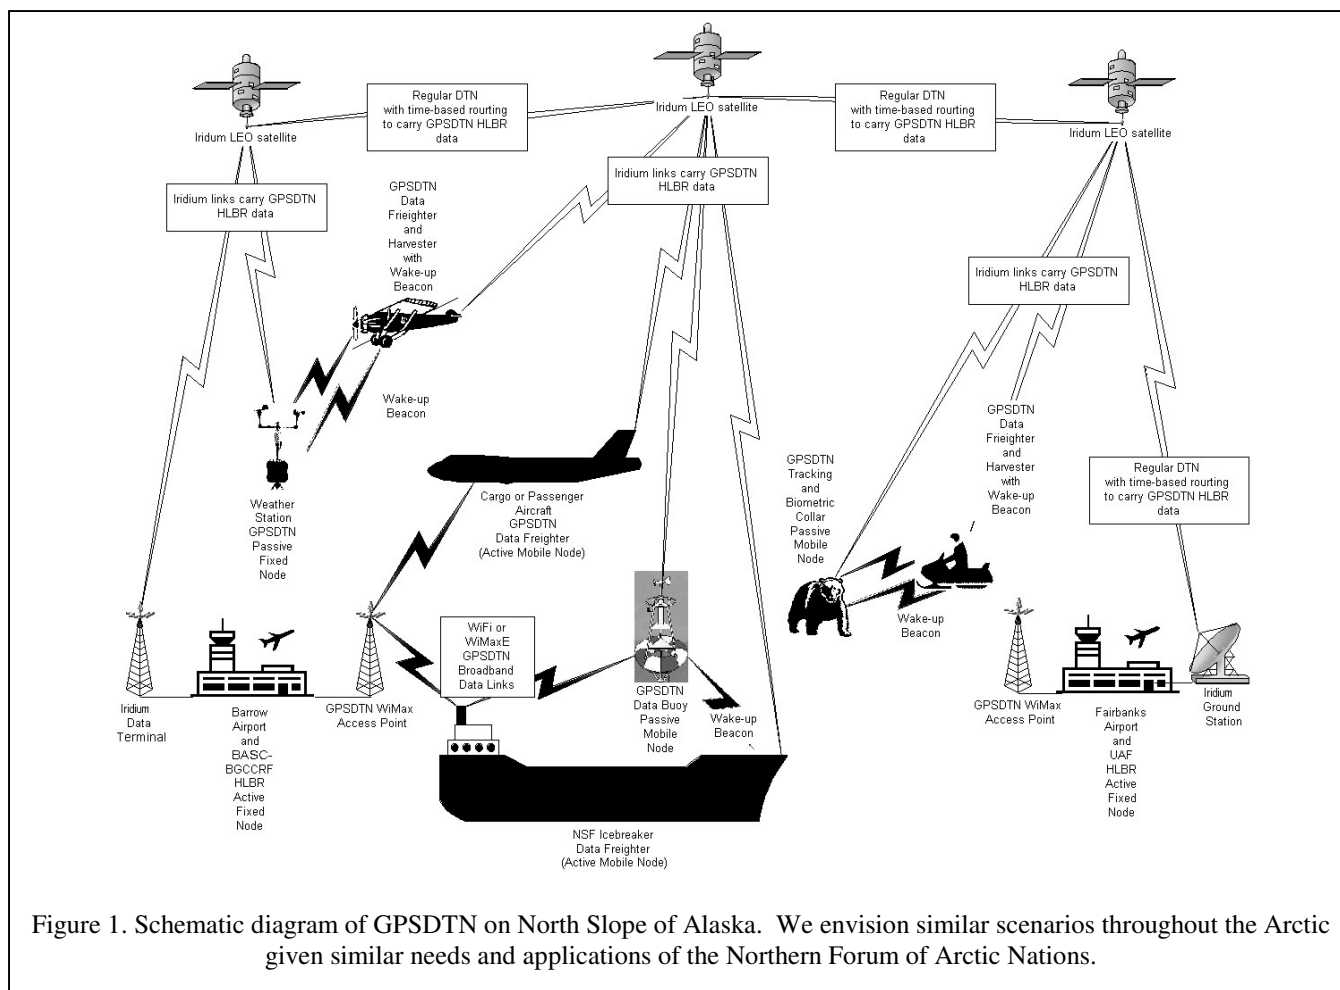 Regular DTN
with time-based rourting
to carry GPSDTN HLBR
data
Iridum LEO satellite
Regular DTN
with time-based rourting
to carry GPSDTN HLBR
data
Iridum LEO satellite
Iridum LEO satellite
Iridium links carry GPSDTN
HLBR data
GPSDTN
Data
Frieighter
and
Harvester
with
Wake-up
Beacon
Iridium links carry GPSDTN
HLBR data
Iridium links carry GPSDTN
HLBR data
Wake-up
Beacon
Weather
Station
GPSDTN
Passive
Fixed
Node
Cargo or Passenger
Aircraft
GPSDTN
Data Freighter
(Active Mobile Node)
GPSDTN
Tracking
and
Biometric
Collar
Passive
Mobile
Node
GPSDTN
Data
Frieighter
and
Harvester
with
Wake-up
Beacon
Regular DTN
with time-based rourting
to carry GPSDTN HLBR
data
Wake-up
Beacon
WiFi or
WiMaxE
GPSDTN
Broadband
Data Links
Iridium
Data
Terminal
Barrow
Airport
and
BASC-
BGCCRF
HLBR
Active
Fixed
Node
GPSDTN WiMax
Access Point
GPSDTN
Data Buoy
Passive
Mobile
Node
Wake-up
Beacon
GPSDTN WiMax
Access Point
Fairbanks
Airport
and
UAF
HLBR
Active
Fixed
Node
Iridium
Ground
Station
NSF Icebreaker
Data Freighter
(Active Mobile Node)
Figure 1. Schematic diagram of GPSDTN on North Slope of Alaska.  We envision similar scenarios throughout the Arctic
given similar needs and applications of the Northern Forum of Arctic Nations.